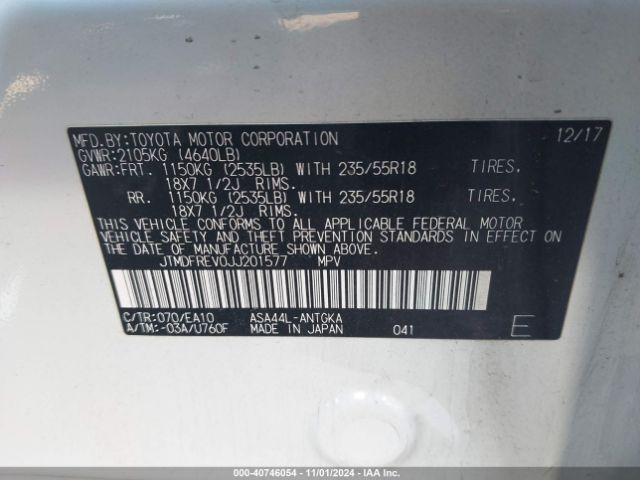 MFD.BY:TOYOTA MOTOR CORPORATION 12/17
GVWR:2105KG (4640LB)
GAWR:FRT. 1150KG (2535LB) WITH 235/55R18 TIRES.
18X7 1/2J RIMS.
RR. 1150KG (2535LB) WITH 235/55R18 TIRES.
18X7 1/2J RIMS.
THIS VEHICLE CONFORMS TO ALL APPLICABLE FEDERAL MOTOR
VEHICLE SAFETY AND THEFT PREVENTION STANDARDS IN EFFECT ON
THE DATE OF MANUFACTURE SHOWN ABOVE.
JTMDFREV0JJ201577 MPV
C/TR:070/EA10 ASA44L-ANTGKA
A/TM:-03A/U760F MADE IN JAPAN 041 E
000-40746054 - 11/01/2024 - IAA LLC